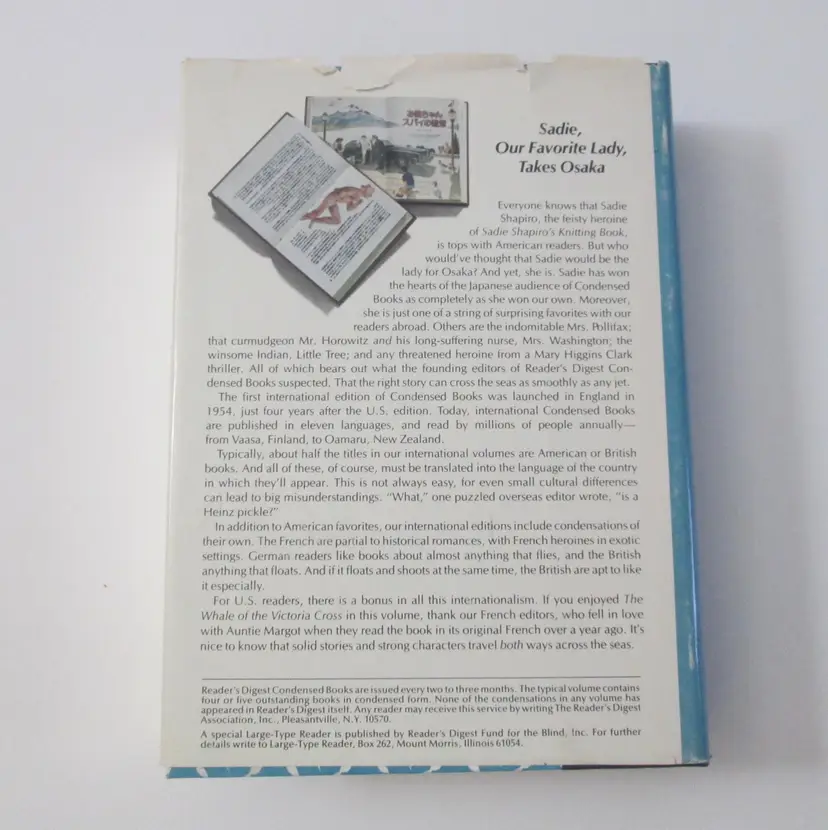 お婆ちゃん
スパイの
Sadie,
Our Favorite Lady,
Takes Osaka
Everyone knows that Sadie
Shapiro, the feisty heroine
of Sadie Shapiro's Knitting Book,
is tops with American readers. But who
would've thought that Sadie would be the
lady for Osaka? And yet, she is. Sadie has won
the hearts of the Japanese audience of Condensed
Books as completely as she won our own. Moreover,
she is just one of a string of surprising favorites with our
readers abroad. Others are the indomitable Mrs. Pollifax;
that curmudgeon Mr. Horowitz and his long-suffering nurse, Mrs. Washington; the
winsome Indian, Little Tree; and any threatened heroine from a Mary Higgins Clark
thriller. All of which bears out what the founding editors of Reader's Digest Con-
densed Books suspected. That the right story can cross the seas as smoothly as any jet.
The first international edition of Condensed Books was launched in England in
1954, just four years after the U.S. edition. Today, international Condensed Books
are published in eleven languages, and read by millions of people annually—
from Vaasa, Finland, to Oamaru, New Zealand.
Typically, about half the titles in our international volumes are American or British
books. And all of these, of course, must be translated into the language of the country
in which they'll appear. This is not always easy, for even small cultural differences
can lead to big misunderstandings. "What," one puzzled overseas editor wrote, "is a
Heinz pickle?"
In addition to American favorites, our international editions include condensations of
their own. The French are partial to historical romances, with French heroines in exotic
settings. German readers like books about almost anything that flies, and the British
anything that floats. And if it floats and shoots at the same time, the British are apt to like
it especially.
For U.S. readers, there is a bonus in all this internationalism. If you enjoyed The
Whale of the Victoria Cross in this volume, thank our French editors, who fell in love
with Auntie Margot when they read the book in its original French over a year ago. It's
nice to know that solid stories and strong characters travel both ways across the seas.
Reader's Digest Condensed Books are issued every two to three months. The typical volume contains
four or five outstanding books in condensed form. None of the condensations in any volume has
appeared in Reader's Digest itself. Any reader may receive this service by writing The Reader's Digest
Association, Inc., Pleasantville, N.Y. 10570.
A special Large-Type Reader is published by Reader's Digest Fund for the Blind, Inc. For further
details write to Large-Type Reader, Box 262, Mount Morris, Illinois 61054.